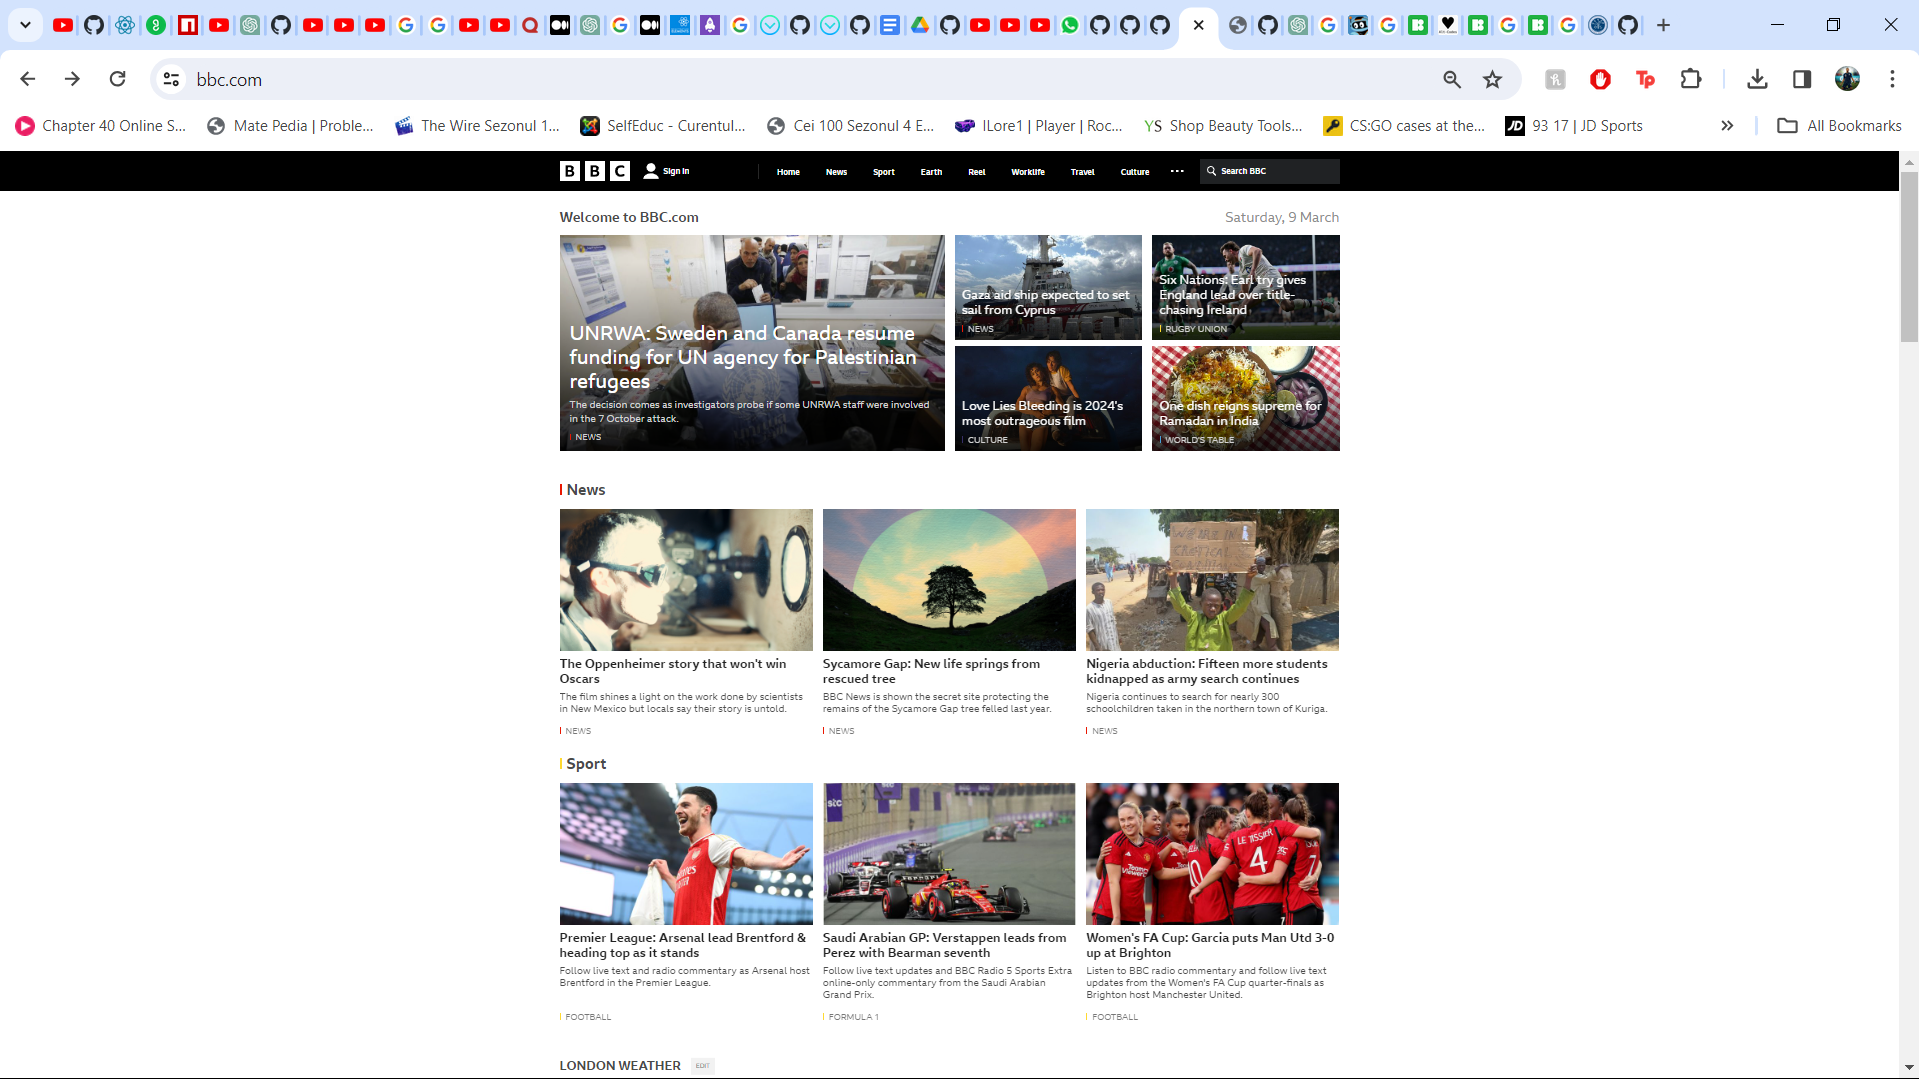 bbc.com
Chapter 40 Online S...
Mate Pedia | Proble...
The Wire Sezonul 1...
SelfEduc - Curentul...
Cei 100 Sezonul 4 E...
ILore1 | Player | Roc...
YS Shop Beauty Tools...
CS:GO cases at the...
JD 93 17 | JD Sports
All Bookmarks
BBC
Sign in
Home
News
Sport
Earth
Reel
Worklife
Travel
Culture
Search BBC
Welcome to BBC.com
Saturday, 9 March
UNRWA: Sweden and Canada resume
funding for UN agency for Palestinian
refugees
The decision comes as investigators probe if some UNRWA staff were involved
in the 7 October attack.
NEWS
Gaza aid ship expected to set
sail from Cyprus
NEWS
Six Nations: Earl try gives
England lead over title-
chasing Ireland
RUGBY UNION
Love Lies Bleeding is 2024's
most outrageous film
CULTURE
One dish reigns supreme for
Ramadan in India
WORLD'S TABLE
News
The Oppenheimer story that won't win
Oscars
The film shines a light on the work done by scientists
in New Mexico but locals say their story is untold.
NEWS
Sycamore Gap: New life springs from
rescued tree
BBC News is shown the secret site protecting the
remains of the Sycamore Gap tree felled last year.
NEWS
Nigeria abduction: Fifteen more students
kidnapped as army search continues
Nigeria continues to search for nearly 300
schoolchildren taken in the northern town of Kuriga.
NEWS
Sport
stc
LE TISSIER
4
Premier League: Arsenal lead Brentford &
heading top as it stands
Follow live text and radio commentary as Arsenal host
Brentford in the Premier League.
FOOTBALL
Saudi Arabian GP: Verstappen leads from
Perez with Bearman seventh
Follow live text updates and BBC Radio 5 Sports Extra
online-only commentary from the Saudi Arabian
Grand Prix.
FORMULA 1
Women's FA Cup: Garcia puts Man Utd 3-0
up at Brighton
Listen to BBC radio commentary and follow live text
updates from the Women's FA Cup quarter-finals as
Brighton host Manchester United.
FOOTBALL
LONDON WEATHER
EDIT